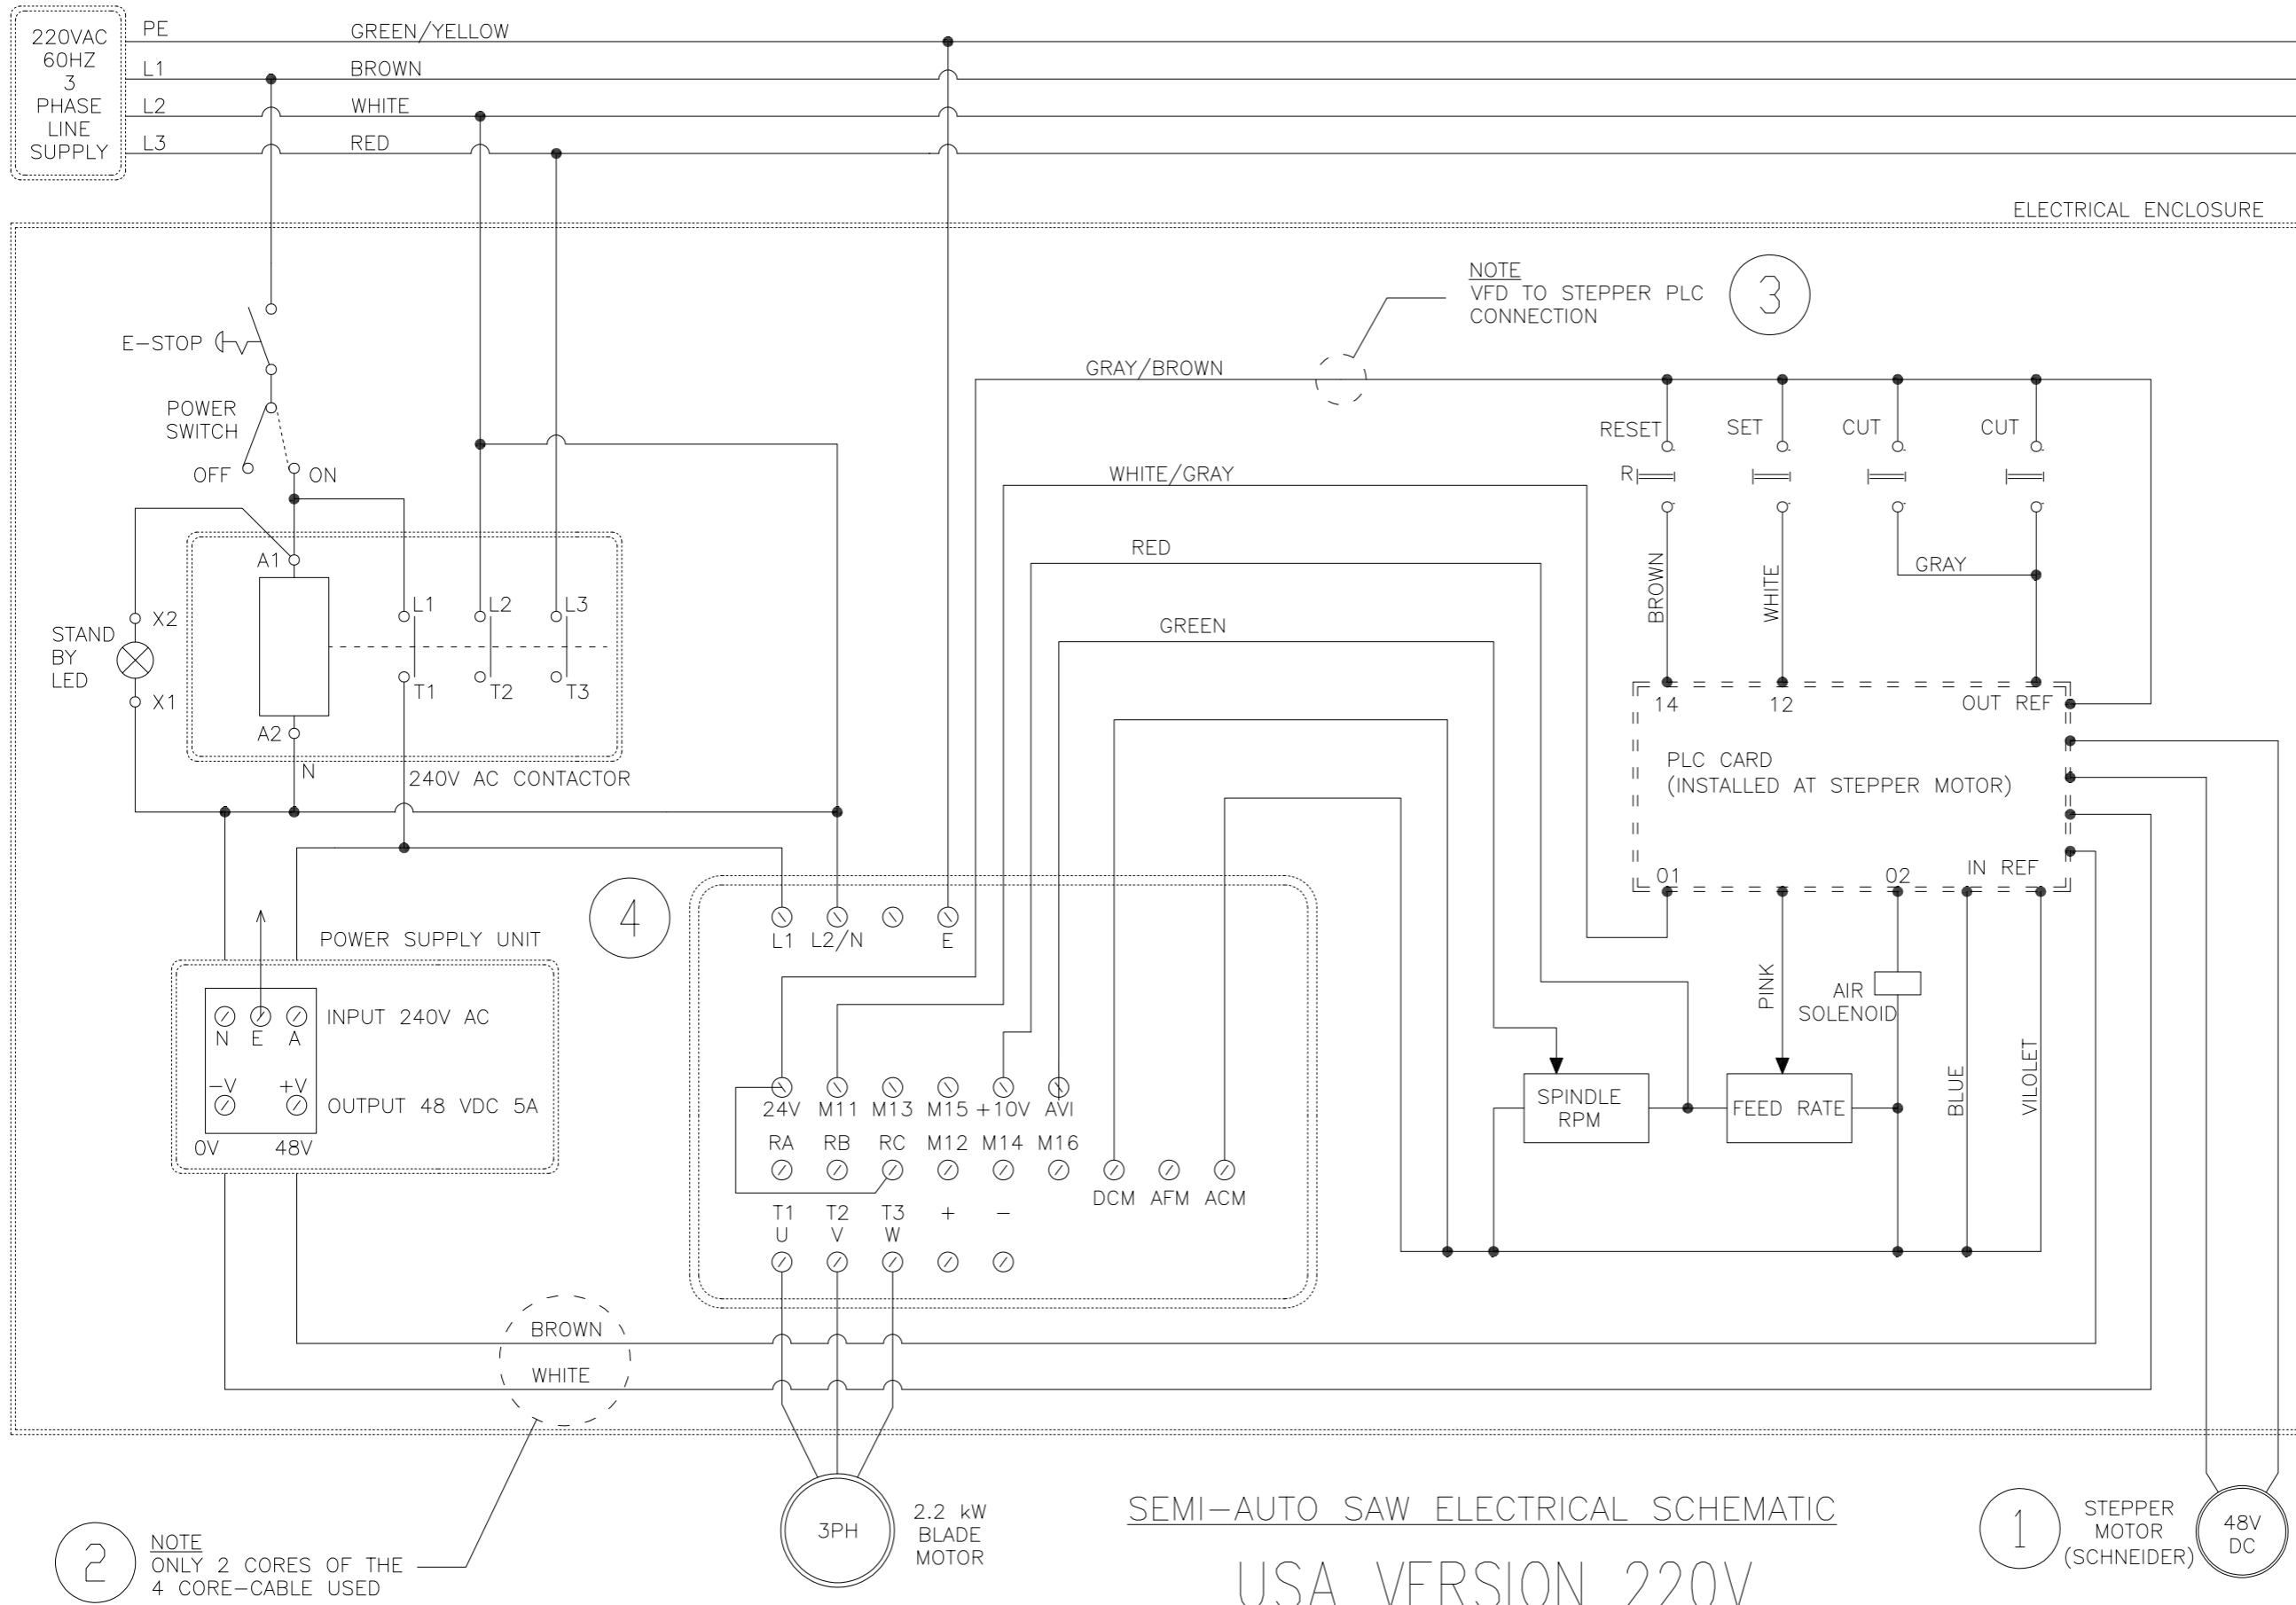 220VAC
60HZ
3
PHASE
LINE
SUPPLY
PE
GREEN/YELLOW
L1
BROWN
L2
WHITE
L3
RED
ELECTRICAL ENCLOSURE
E-STOP
POWER
SWITCH
OFF
ON
NOTE
VFD TO STEPPER PLC
CONNECTION
3
GRAY/BROWN
WHITE/GRAY
RED
GREEN
RESET
SET
CUT
CUT
R
BROWN
WHITE
GRAY
A1
L1
L2
L3
X2
STAND
BY
LED
X1
T1
T2
T3
A2
N
240V AC CONTACTOR
14
12
OUT REF
PLC CARD
(INSTALLED AT STEPPER MOTOR)
01
02
IN REF
4
L1
L2/N
E
POWER SUPPLY UNIT
INPUT 240V AC
N
E
A
-V
+V
OUTPUT 48 VDC 5A
0V
48V
PINK
AIR
SOLENOID
BLUE
VILOLET
SPINDLE
RPM
FEED RATE
24V
M11
M13
M15
+10V
AVI
RA
RB
RC
M12
M14
M16
DCM
AFM
ACM
T1
U
T2
V
T3
W
+
-
BROWN
WHITE
2
NOTE
ONLY 2 CORES OF THE
4 CORE-CABLE USED
3PH
2.2 kW
BLADE
MOTOR
SEMI-AUTO SAW ELECTRICAL SCHEMATIC
USA VERSION 220V
1
STEPPER
MOTOR
(SCHNEIDER)
48V
DC